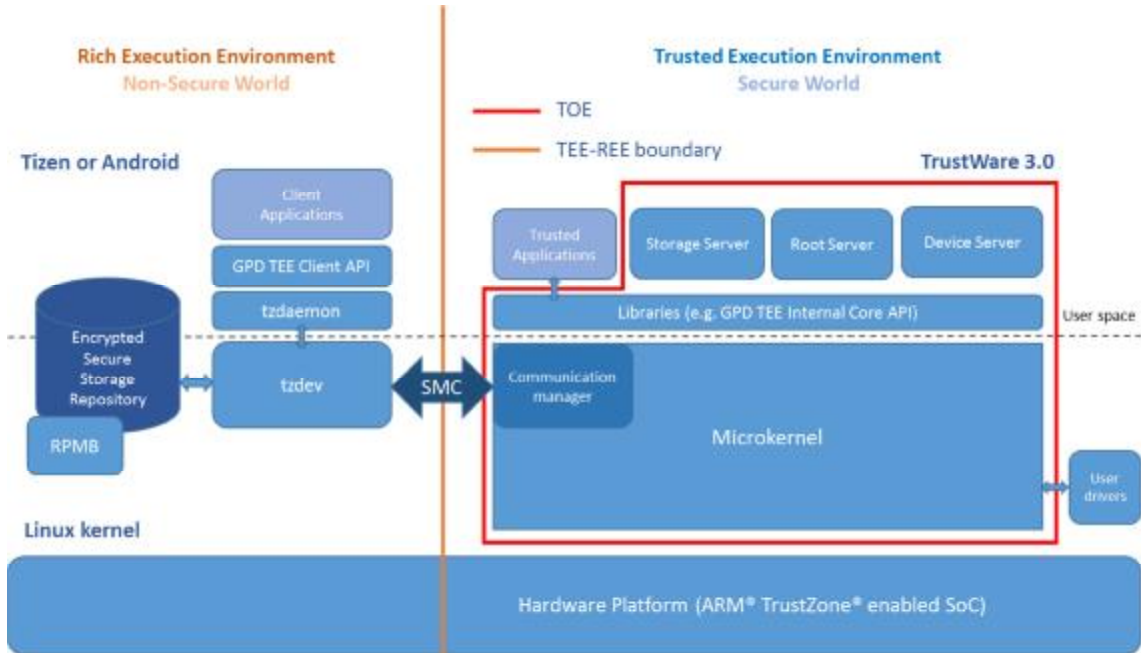 Rich Execution Environment
Non-Secure World
Trusted Execution Environment
Secure World
TOE
TEE-REE boundary
Tizen or Android
TrustWare 3.0
Client
Applications
GPD TEE Client API
tzdaemon
Trusted
Applications
Storage Server
Root Server
Device Server
Libraries (e.g. GPD TEE Internal Core API)
User space
Encrypted
Secure
Storage
Repository
RPMB
tzdev
SMC
Communication
manager
Microkernel
User
drivers
Linux kernel
Hardware Platform (ARM® TrustZone® enabled SoC)